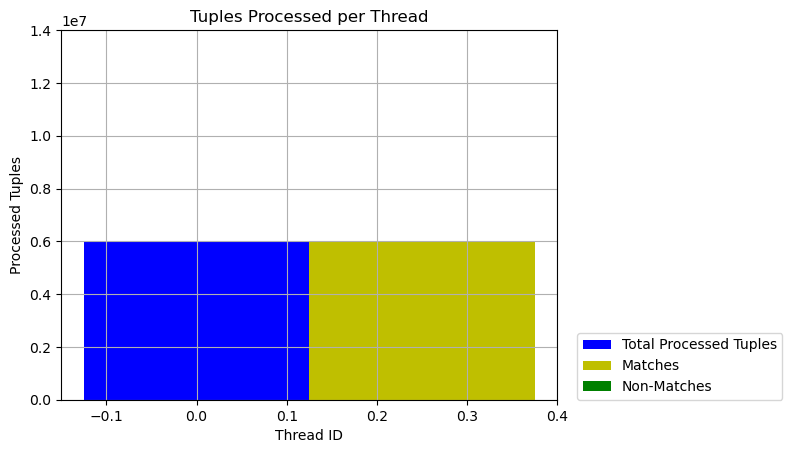 Tuples Processed per Thread
1e7
1.4
1.2
1.0
0.8
0.6
0.4
0.2
0.0
Processed Tuples
−0.1 0.0 0.1 0.2 0.3 0.4
Thread ID
Total Processed Tuples
Matches
Non-Matches